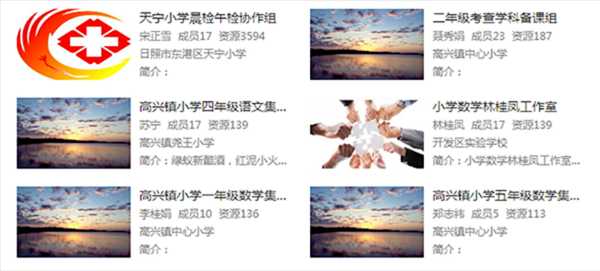 天宁小学晨检午检协作组
宋正雪 成员17 资源3594
日照市东港区天宁小学
简介：
二年级考查学科备课组
聂秀娟 成员23 资源187
高兴镇中心小学
简介：
高兴镇小学四年级语文集...
苏宁 成员17 资源139
高兴镇尧王小学
简介：绿蚁新醅酒，红泥小火...
小学数学林桂凤工作室
林桂凤 成员17 资源139
开发区实验学校
简介：小学数学林桂凤工作室...
高兴镇小学一年级数学集...
李桂娟 成员10 资源136
高兴镇中心小学
简介：
高兴镇小学五年级数学集...
郑志祎 成员5 资源113
高兴镇中心小学
简介：